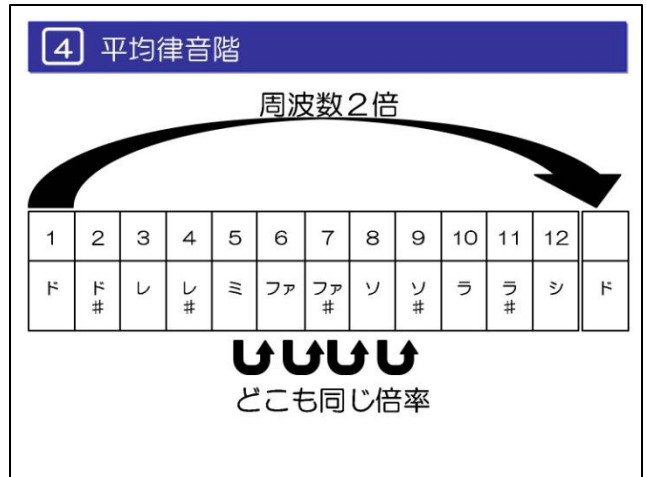 4 平均律音階
周波数2倍
1 2 3 4 5 6 7 8 9 10 11 12
ド ド# レ レ# ミ ファ ファ# ソ ソ# ラ ラ# シ ド
どこも同じ倍率